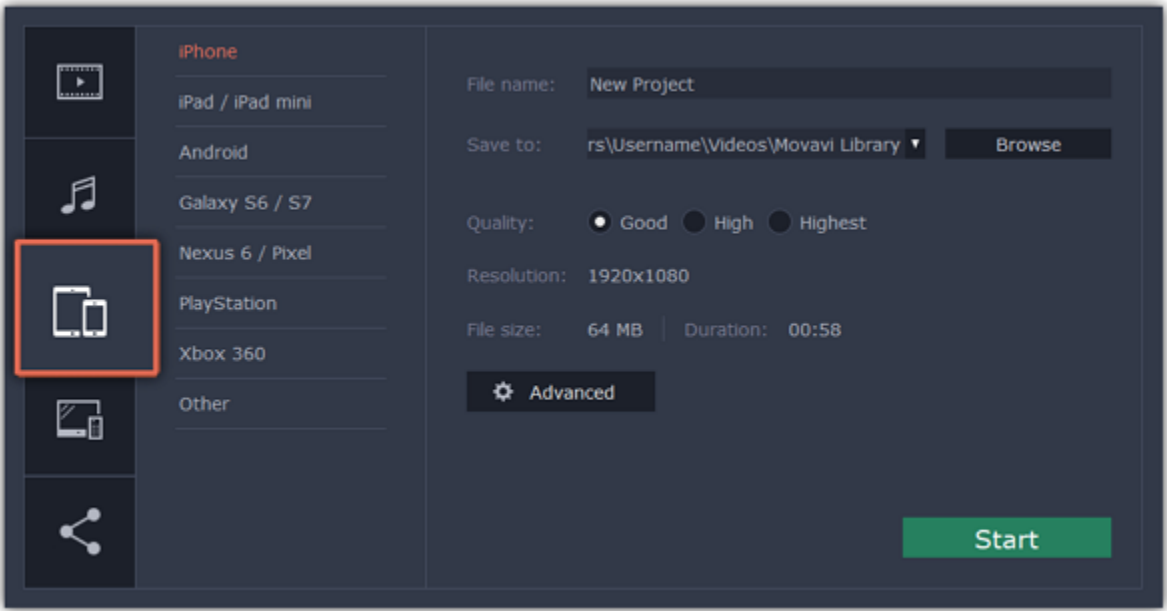 iPhone
iPad / iPad mini
Android
Galaxy S6 / S7
Nexus 6 / Pixel
PlayStation
Xbox 360
Other
File name: New Project
Save to: rs\Username\Videos\Movavi Library Browse
Quality: Good High Highest
Resolution: 1920x1080
File size: 64 MB Duration: 00:58
Advanced
Start